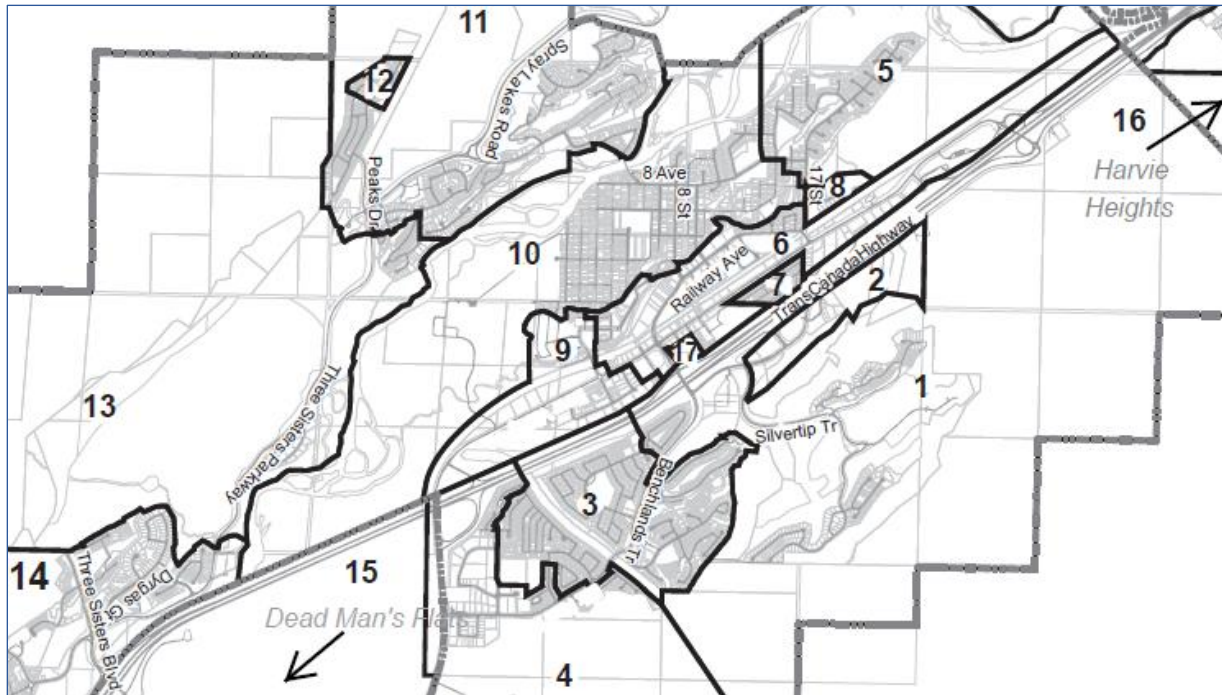 11
Spray Lakes Road
12
5
16
Harvie
Heights
8 Ave
8 St
17 St
8
Peaks Dr
10
6
Railway Ave
7
TransCanadaHighway
2
9
17
1
13
Three Sisters Parkway
Silvertip Tr
3
Benchlands Tr
14
Three Sisters Blvd
Dyrgas Gt
15
Dead Man's Flats
4